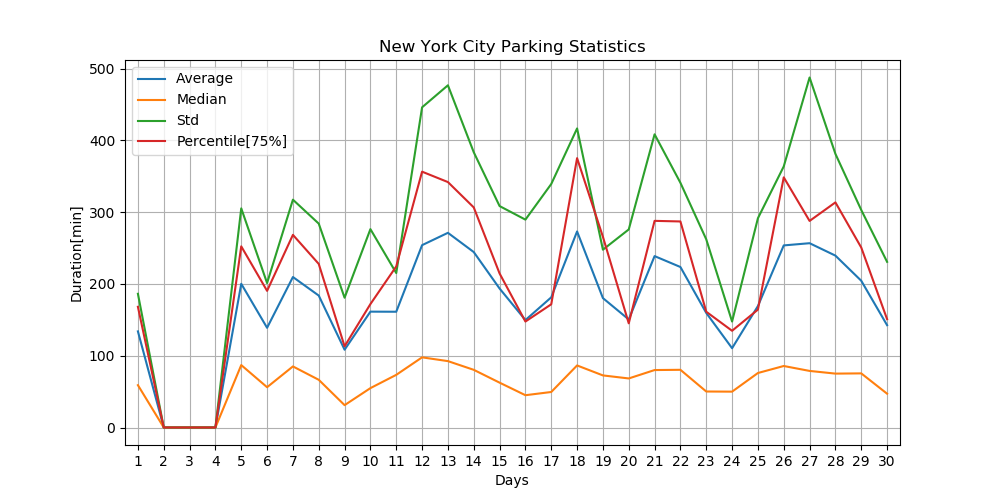 New York City Parking Statistics
Average
Median
Std
Percentile[75%]
500
400
300
200
100
0
Duration[min]
1 2 3 4 5 6 7 8 9 10 11 12 13 14 15 16 17 18 19 20 21 22 23 24 25 26 27 28 29 30
Days